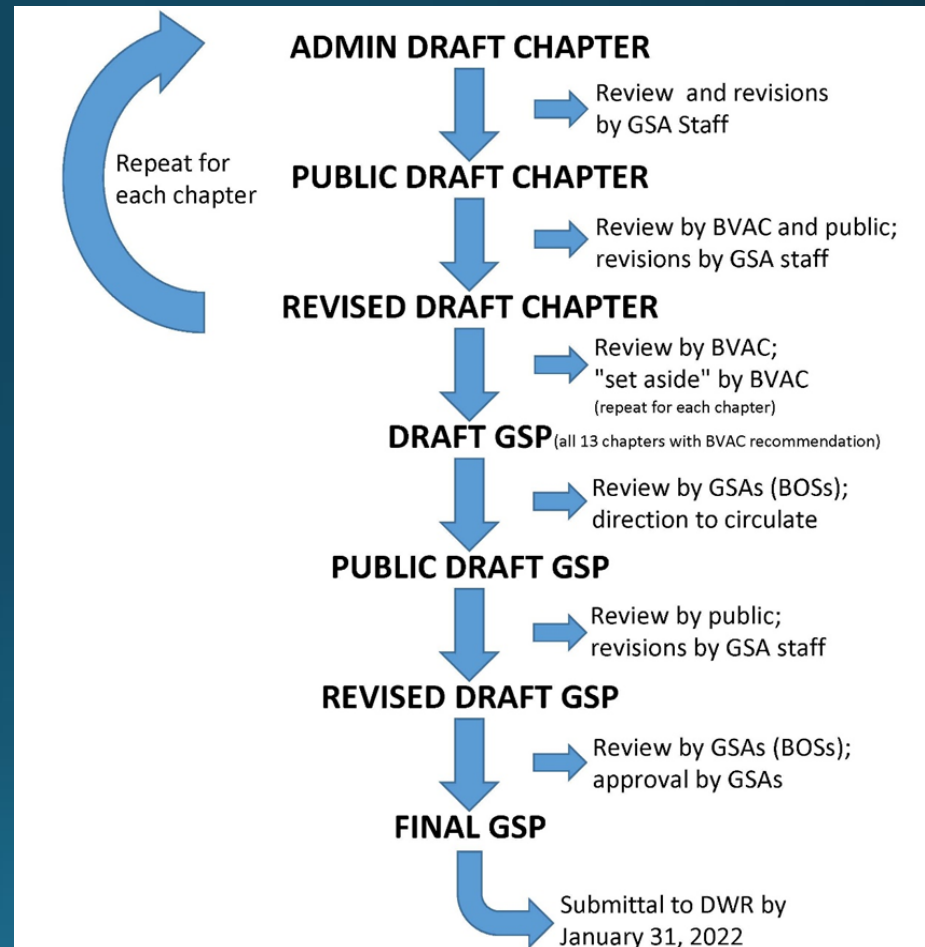 ADMIN DRAFT CHAPTER
Review and revisions
by GSA Staff
Repeat for
each chapter
PUBLIC DRAFT CHAPTER
Review by BVAC and public;
revisions by GSA staff
REVISED DRAFT CHAPTER
Review by BVAC;
"set aside" by BVAC
(repeat for each chapter)
DRAFT GSP (all 13 chapters with BVAC recommendation)
Review by GSAs (BOSs);
direction to circulate
PUBLIC DRAFT GSP
Review by public;
revisions by GSA staff
REVISED DRAFT GSP
Review by GSAs (BOSs);
approval by GSAs
FINAL GSP
Submittal to DWR by
January 31, 2022